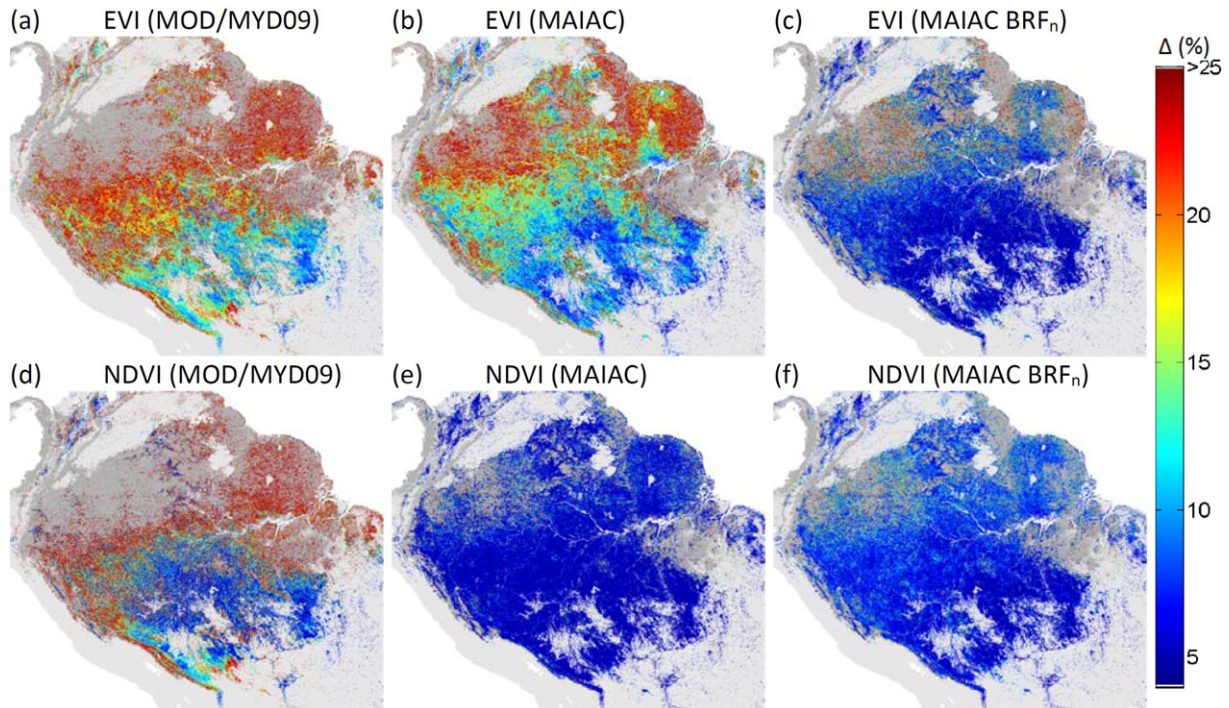 (a) EVI (MOD/MYD09)
(b) EVI (MAIAC)
(c) EVI (MAIAC BRFₙ)
Δ (%)
>25
20
15
10
5
(d) NDVI (MOD/MYD09)
(e) NDVI (MAIAC)
(f) NDVI (MAIAC BRFₙ)